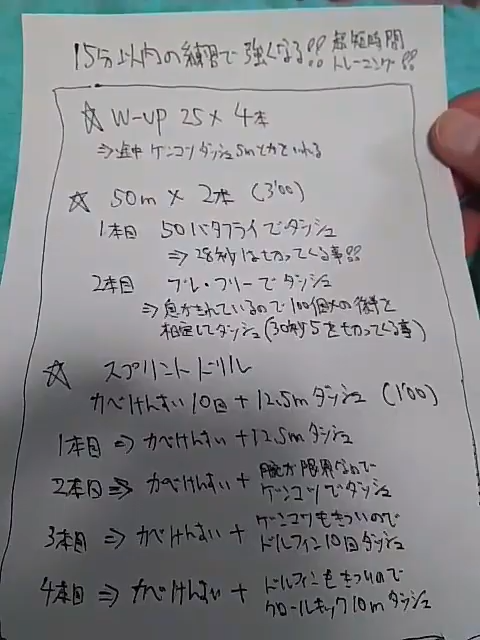 15分以内の練習で強くなる!! 超短時間トレーニング!!
☆ W-up 25×4本
⇒途中 ゲンコツダッシュ5mとかといれる
☆ 50m×2本 (3'00)
1本目 50バタフライでダッシュ
⇒28秒は切ってくる事!!
2本目 ブレ・フリーでダッシュ
⇒息がきれているので100個メの後半を
想定してダッシュ(30秒5を切ってくる事)
☆ スプリントドリル
かべけんすい10回+12.5mダッシュ (1'00)
1本目⇒かべけんすい+12.5mダッシュ
2本目⇒かべけんすい+腕が限界なので
ゲンコツでダッシュ
3本目⇒かべけんすい+ゲンコツもきついので
ドルフィン10回ダッシュ
4本目⇒かべけんすい+ドルフィンもきついので
クロールキック10mダッシュ